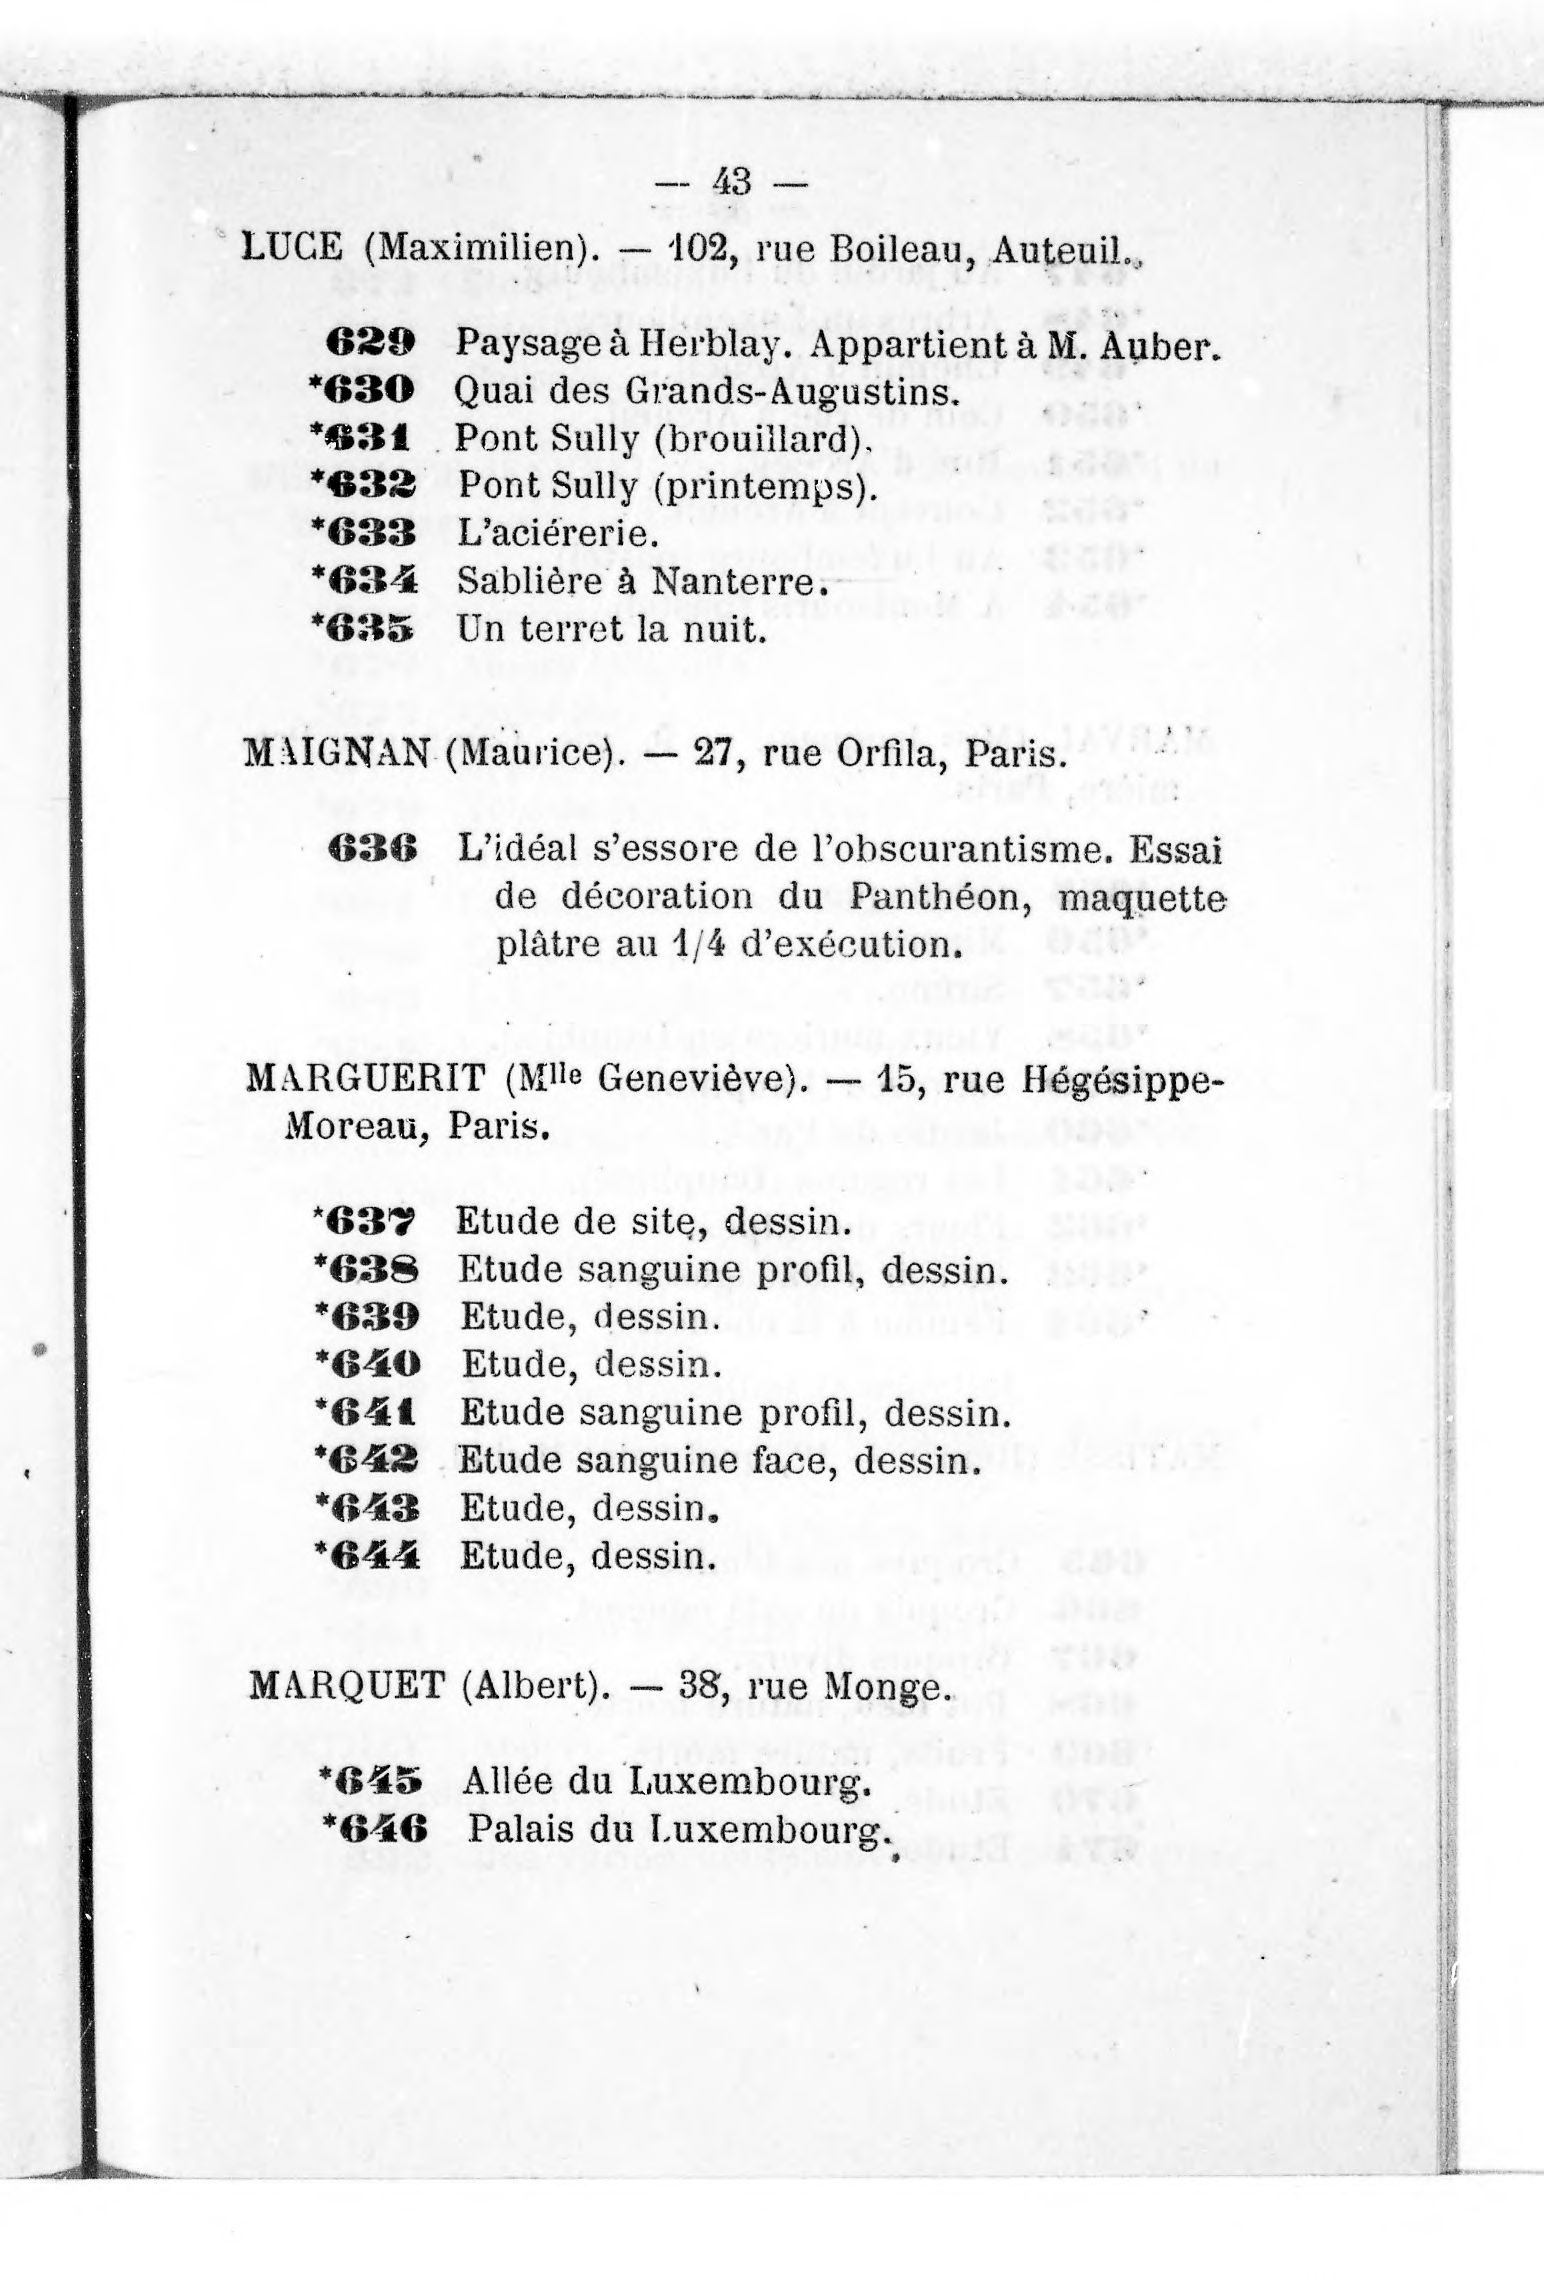 — 43 —
LUCE (Maximilien). — 102, rue Boileau, Auteuil.
629 Paysage à Herblay. Appartient à M. Auber.
*630 Quai des Grands-Augustins.
*631 Pont Sully (brouillard).
*632 Pont Sully (printemps).
*633 L'aciérerie.
*634 Sablière à Nanterre.
*635 Un terret la nuit.
MAIGNAN (Maurice). — 27, rue Orfila, Paris.
636 L'idéal s'essore de l'obscurantisme. Essai
de décoration du Panthéon, maquette
plâtre au 1/4 d'exécution.
MARGUERIT (Mlle Geneviève). — 15, rue Hégésippe-
Moreau, Paris.
*637 Etude de site, dessin.
*638 Etude sanguine profil, dessin.
*639 Etude, dessin.
*640 Etude, dessin.
*641 Etude sanguine profil, dessin.
*642 Etude sanguine face, dessin.
*643 Etude, dessin.
*644 Etude, dessin.
MARQUET (Albert). — 38, rue Monge.
*645 Allée du Luxembourg.
*646 Palais du Luxembourg.